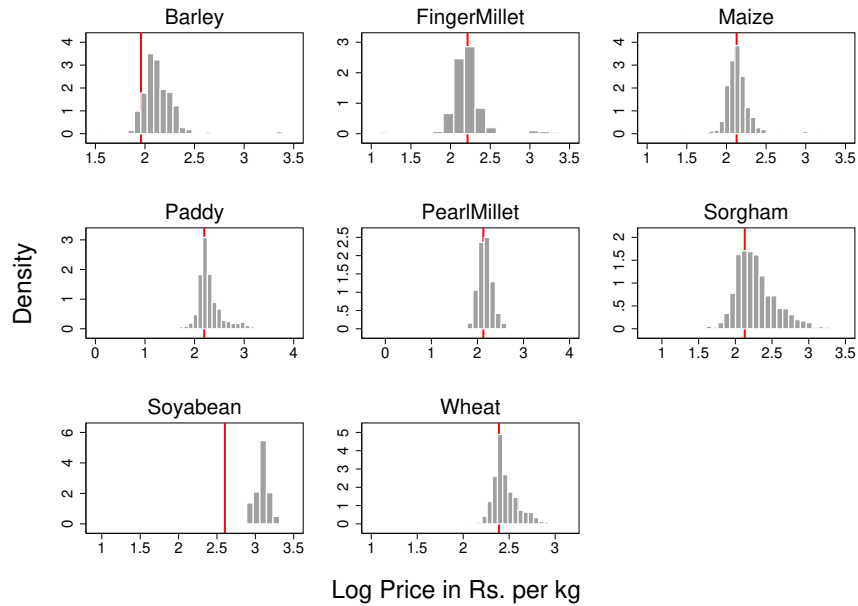 Barley
FingerMillet
Maize
0 1 2 3 4
1.5 2 2.5 3 3.5
0 1 2 3
1 1.5 2 2.5 3 3.5
0 1 2 3 4
1 1.5 2 2.5 3 3.5
Paddy
PearlMillet
Sorgham
0 1 2 3
0 1 2 3 4
0 .5 1 1.5 2 2.5
0 1 2 3 4
0 .5 1 1.5 2
1 1.5 2 2.5 3 3.5
Density
Soyabean
Wheat
0 2 4 6
1 1.5 2 2.5 3 3.5
0 1 2 3 4 5
1 1.5 2 2.5 3
Log Price in Rs. per kg